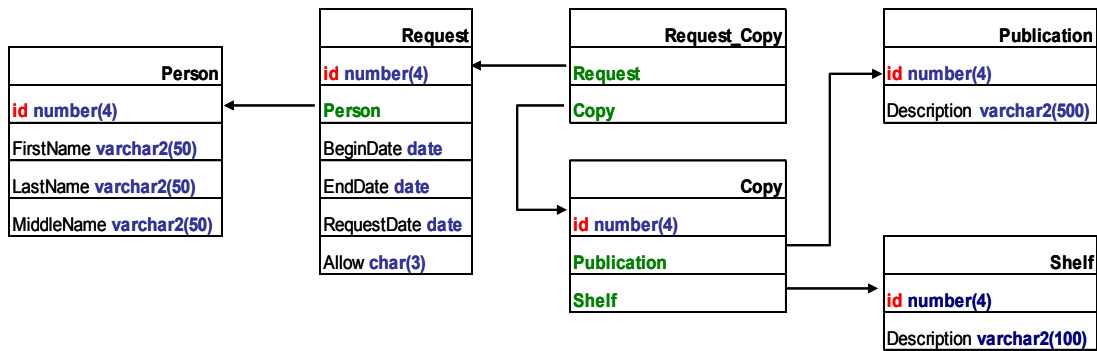 Person
id number(4)
FirstName varchar2(50)
LastName varchar2(50)
MiddleName varchar2(50)
Request
id number(4)
Person
BeginDate date
EndDate date
RequestDate date
Allow char(3)
Request_Copy
Request
Copy
Copy
id number(4)
Publication
Shelf
Publication
id number(4)
Description varchar2(500)
Shelf
id number(4)
Description varchar2(100)